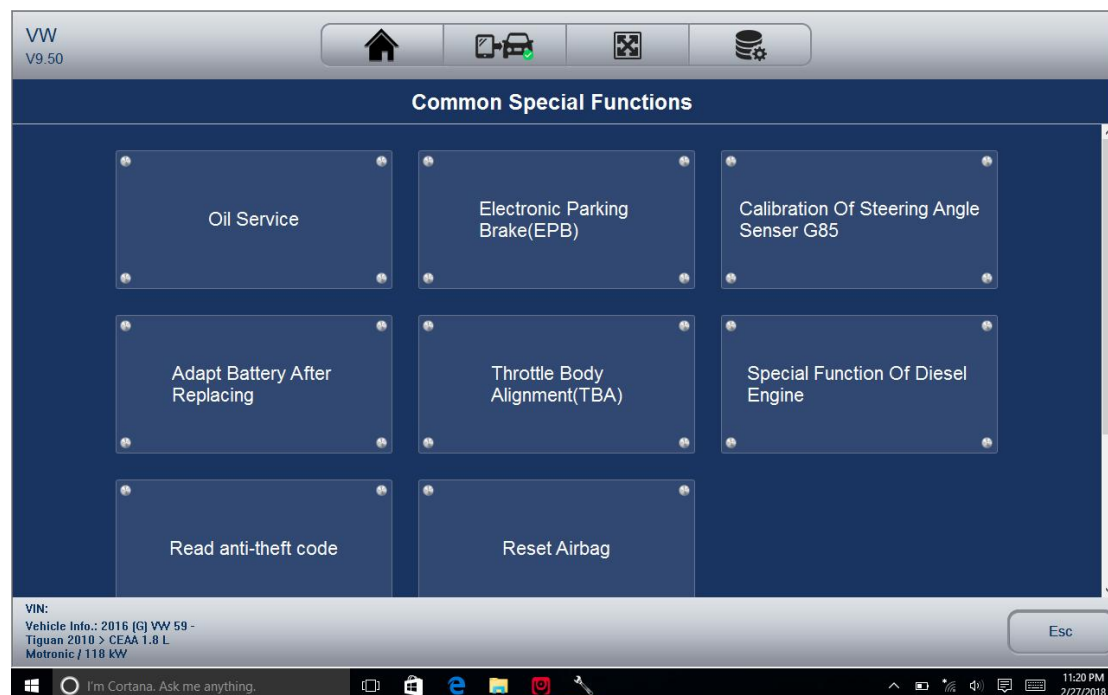 VW
V9.50
Common Special Functions
Oil Service
Electronic Parking
Brake(EPB)
Calibration Of Steering Angle
Senser G85
Adapt Battery After
Replacing
Throttle Body
Alignment(TBA)
Special Function Of Diesel
Engine
Read anti-theft code
Reset Airbag
VIN:
Vehicle Info.: 2016 (G) VW 59 -
Tiguan 2010 > CEAA 1.8 L
Motronic / 118 kW
Esc
I'm Cortana. Ask me anything.
11:20 PM
2/27/2018